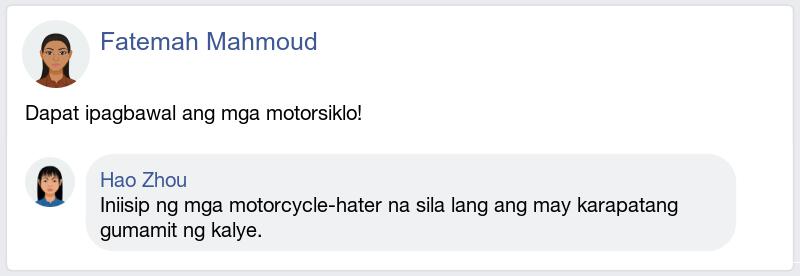 Fatemah Mahmoud
Dapat ipagbawal ang mga motorsiklo!
Hao Zhou
Iniisip ng mga motorcycle-hater na sila lang ang may karapatang
gumamit ng kalye.